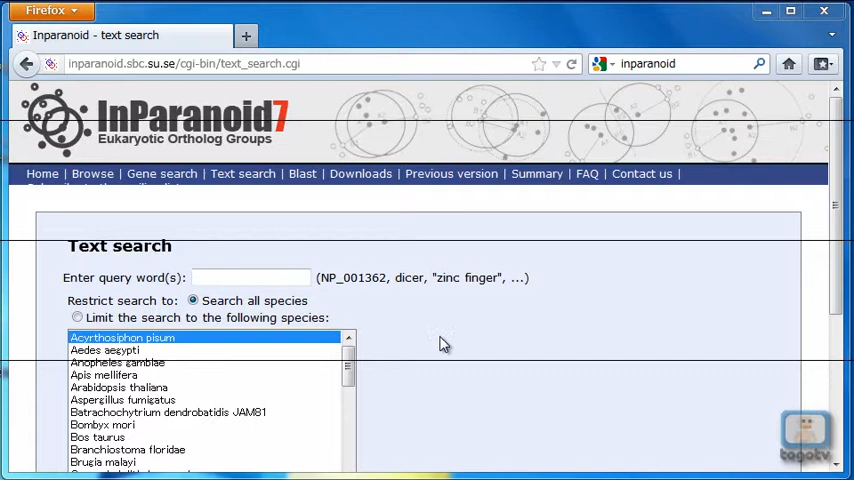 Firefox
Inparanoid - text search
inparanoid.sbc.su.se/cgi-bin/text_search.cgi
inparanoid
InParanoid7
Eukaryotic Ortholog Groups
Home | Browse | Gene search | Text search | Blast | Downloads | Previous version | Summary | FAQ | Contact us |
Text search
Enter query word(s): (NP_001362, dicer, "zinc finger", ...)
Restrict search to: Search all species
Limit the search to the following species:
Acyrthosiphon pisum
Aedes aegypti
Anopheles gambiae
Apis mellifera
Arabidopsis thaliana
Aspergillus fumigatus
Batrachochytrium dendrobatidis JAM81
Bombyx mori
Bos taurus
Branchiostoma floridae
Brugia malayi
togotv